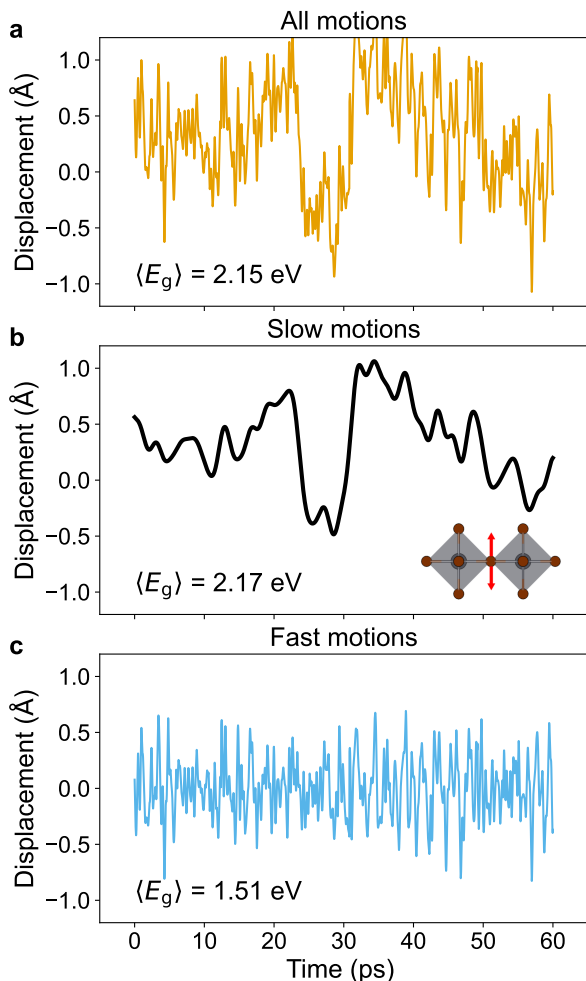 a
All motions
Displacement (Å)
1.0
0.5
0.0
−0.5
−1.0
⟨E_g⟩ = 2.15 eV
b
Slow motions
Displacement (Å)
1.0
0.5
0.0
−0.5
−1.0
⟨E_g⟩ = 2.17 eV
c
Fast motions
Displacement (Å)
1.0
0.5
0.0
−0.5
−1.0
⟨E_g⟩ = 1.51 eV
0 10 20 30 40 50 60
Time (ps)